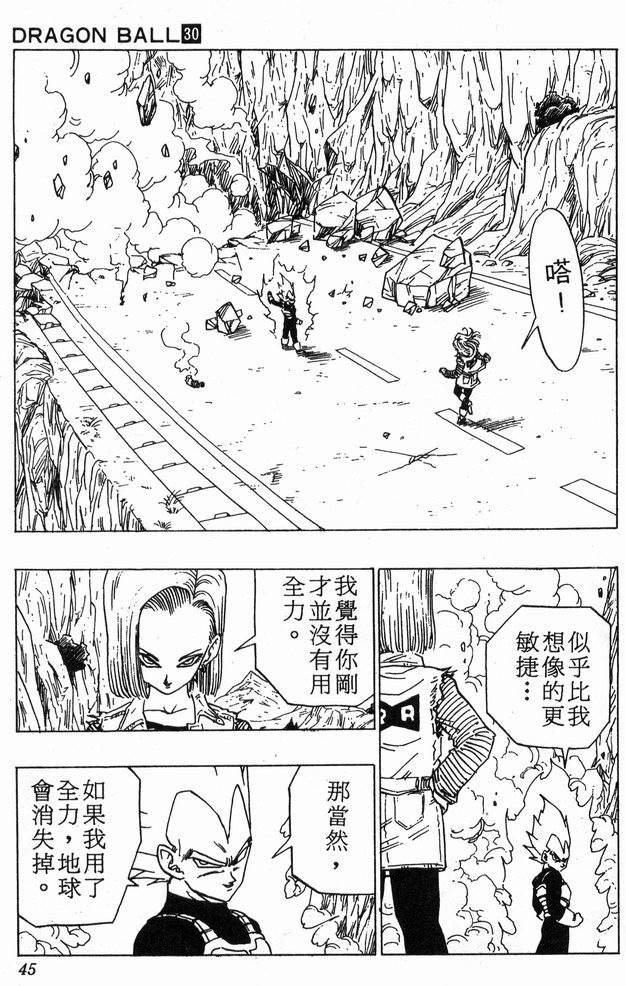 DRAGON BALL 30
嗒！
似乎比我
想像的更
敏捷…
我覺得你剛
才並沒有用
全力。
那當然，
如果我用了
全力，地球
會消失掉。
RR
45